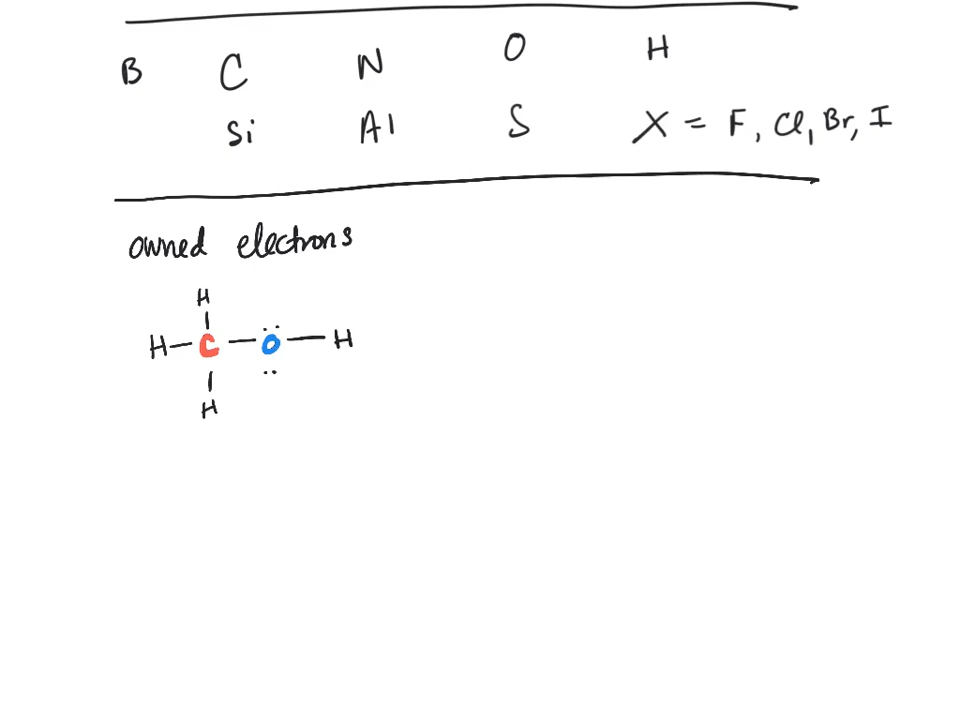 B C N O H
Si Al S X = F, Cl, Br, I
owned electrons
H
H - C - O - H
H